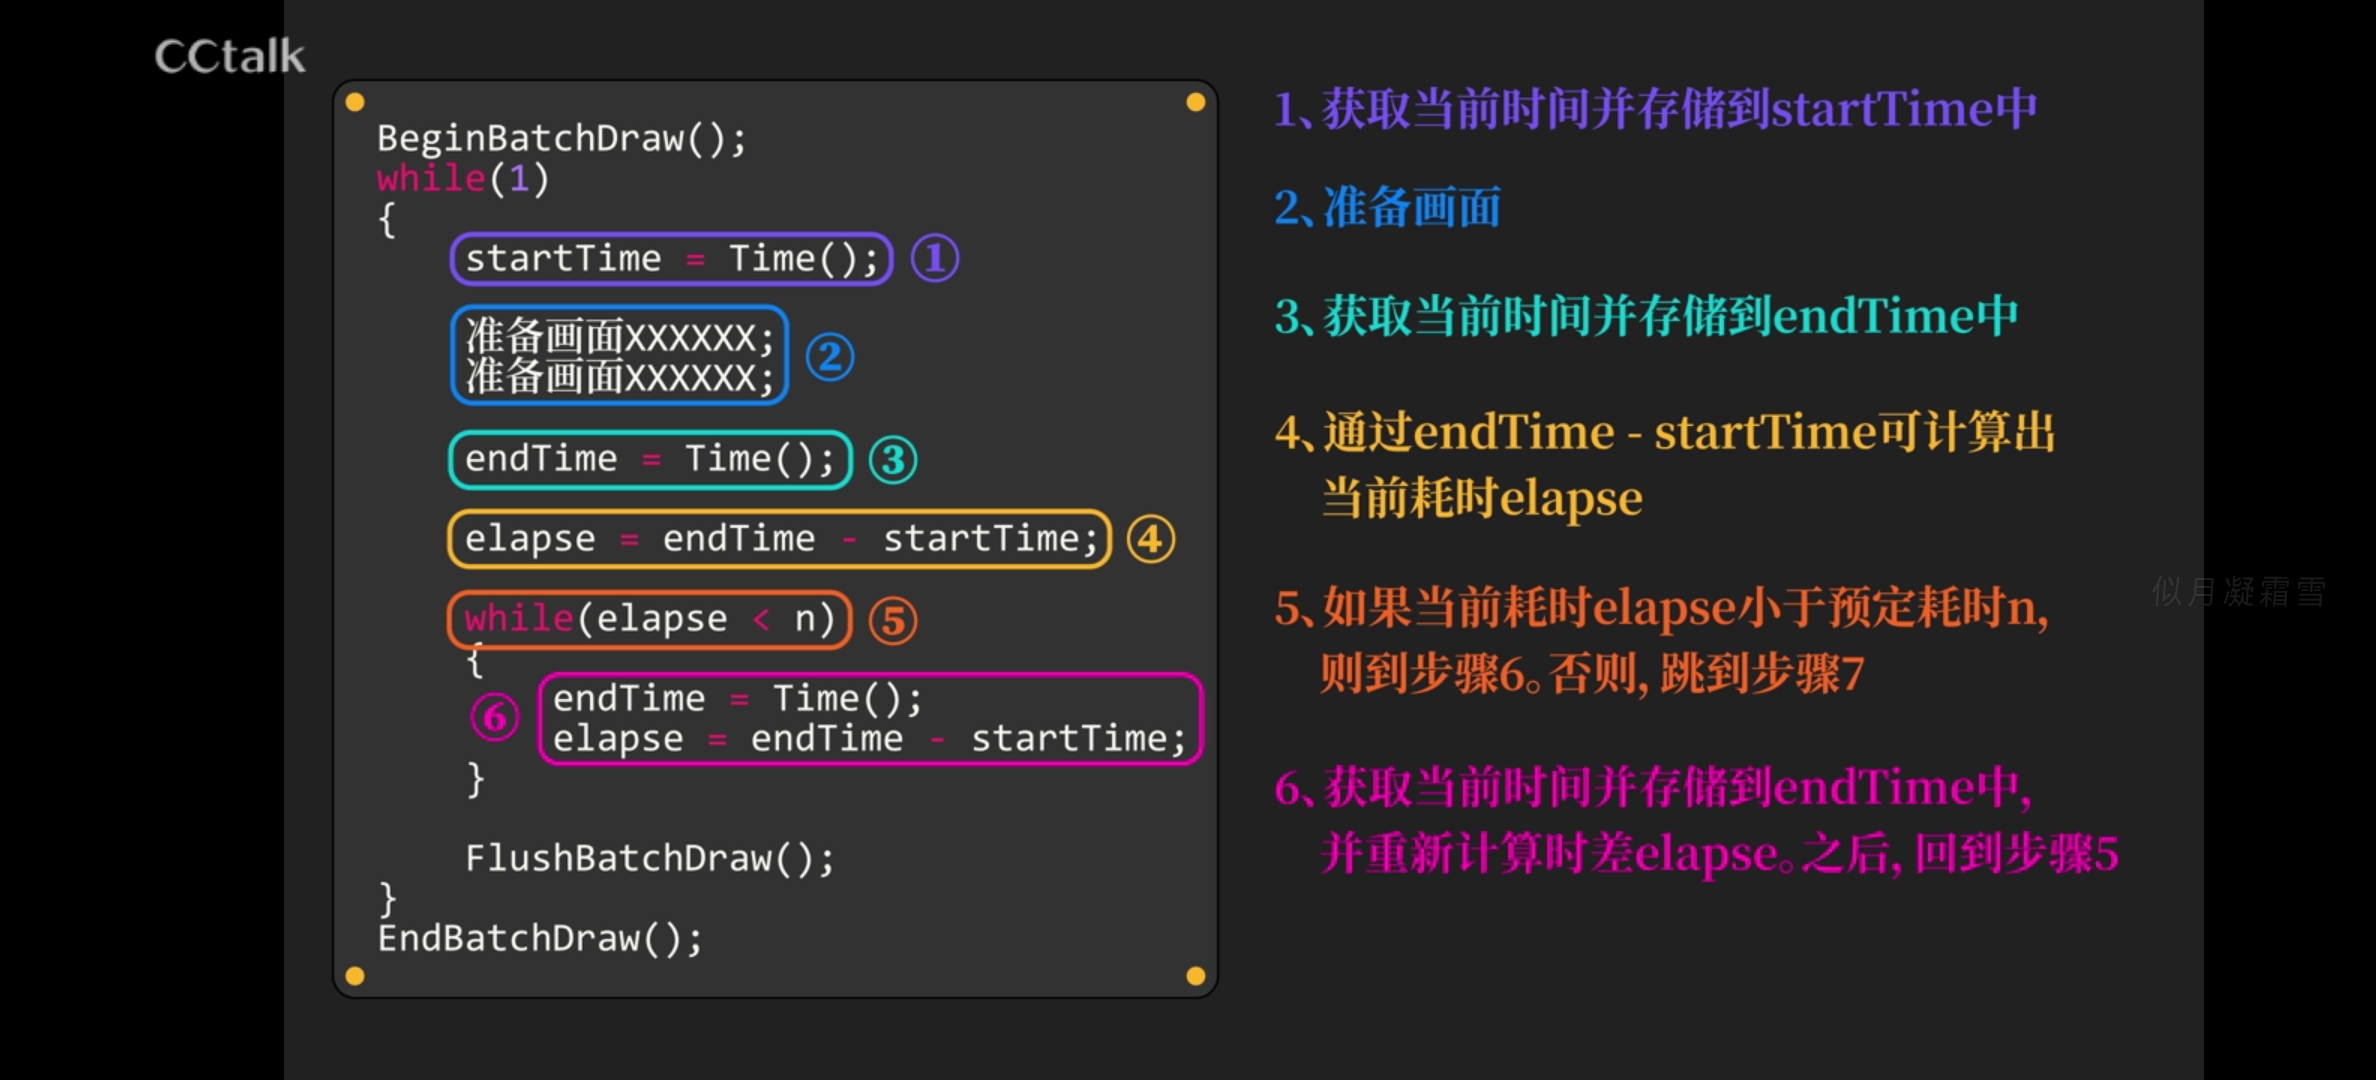 CCtalk
BeginBatchDraw();
while(1)
{
startTime = Time(); ①
准备画面XXXXXX;
准备画面XXXXXX;
②
endTime = Time(); ③
elapse = endTime - startTime; ④
while(elapse < n) ⑤
{
⑥
endTime = Time();
elapse = endTime - startTime;
}
FlushBatchDraw();
}
EndBatchDraw();
1、获取当前时间并存储到startTime中
2、准备画面
3、获取当前时间并存储到endTime中
4、通过endTime - startTime可计算出
当前耗时elapse
5、如果当前耗时elapse小于预定耗时n,
则到步骤6。否则, 跳到步骤7
6、获取当前时间并存储到endTime中,
并重新计算时差elapse。之后, 回到步骤5
似月凝霜雪